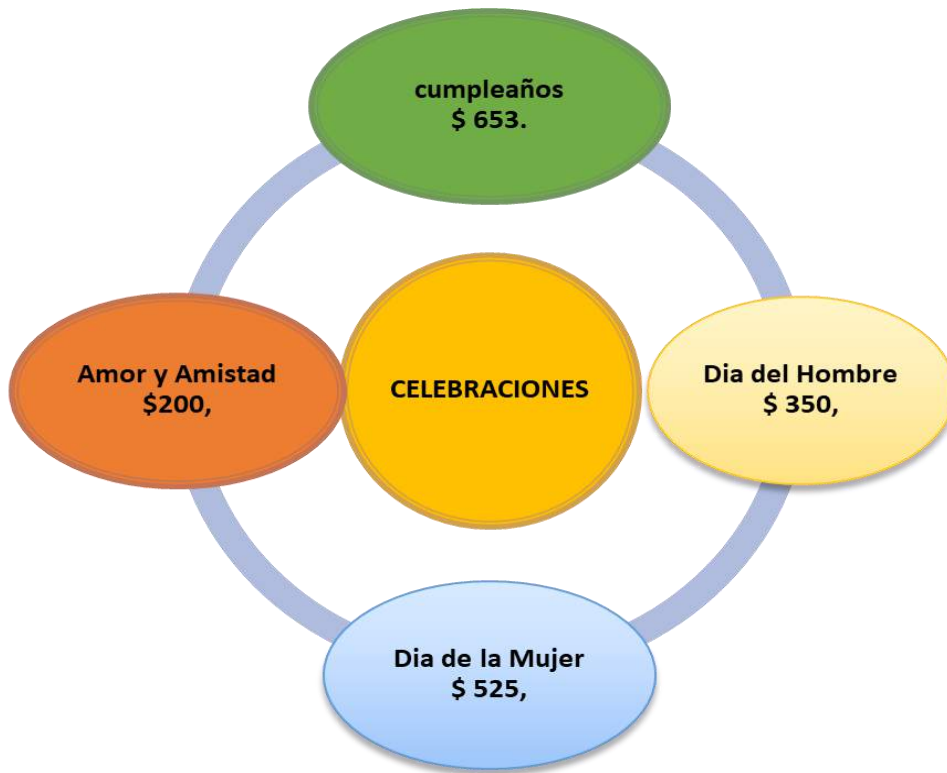 cumpleaños
$ 653.
Amor y Amistad
$200,
CELEBRACIONES
Dia del Hombre
$ 350,
Dia de la Mujer
$ 525,